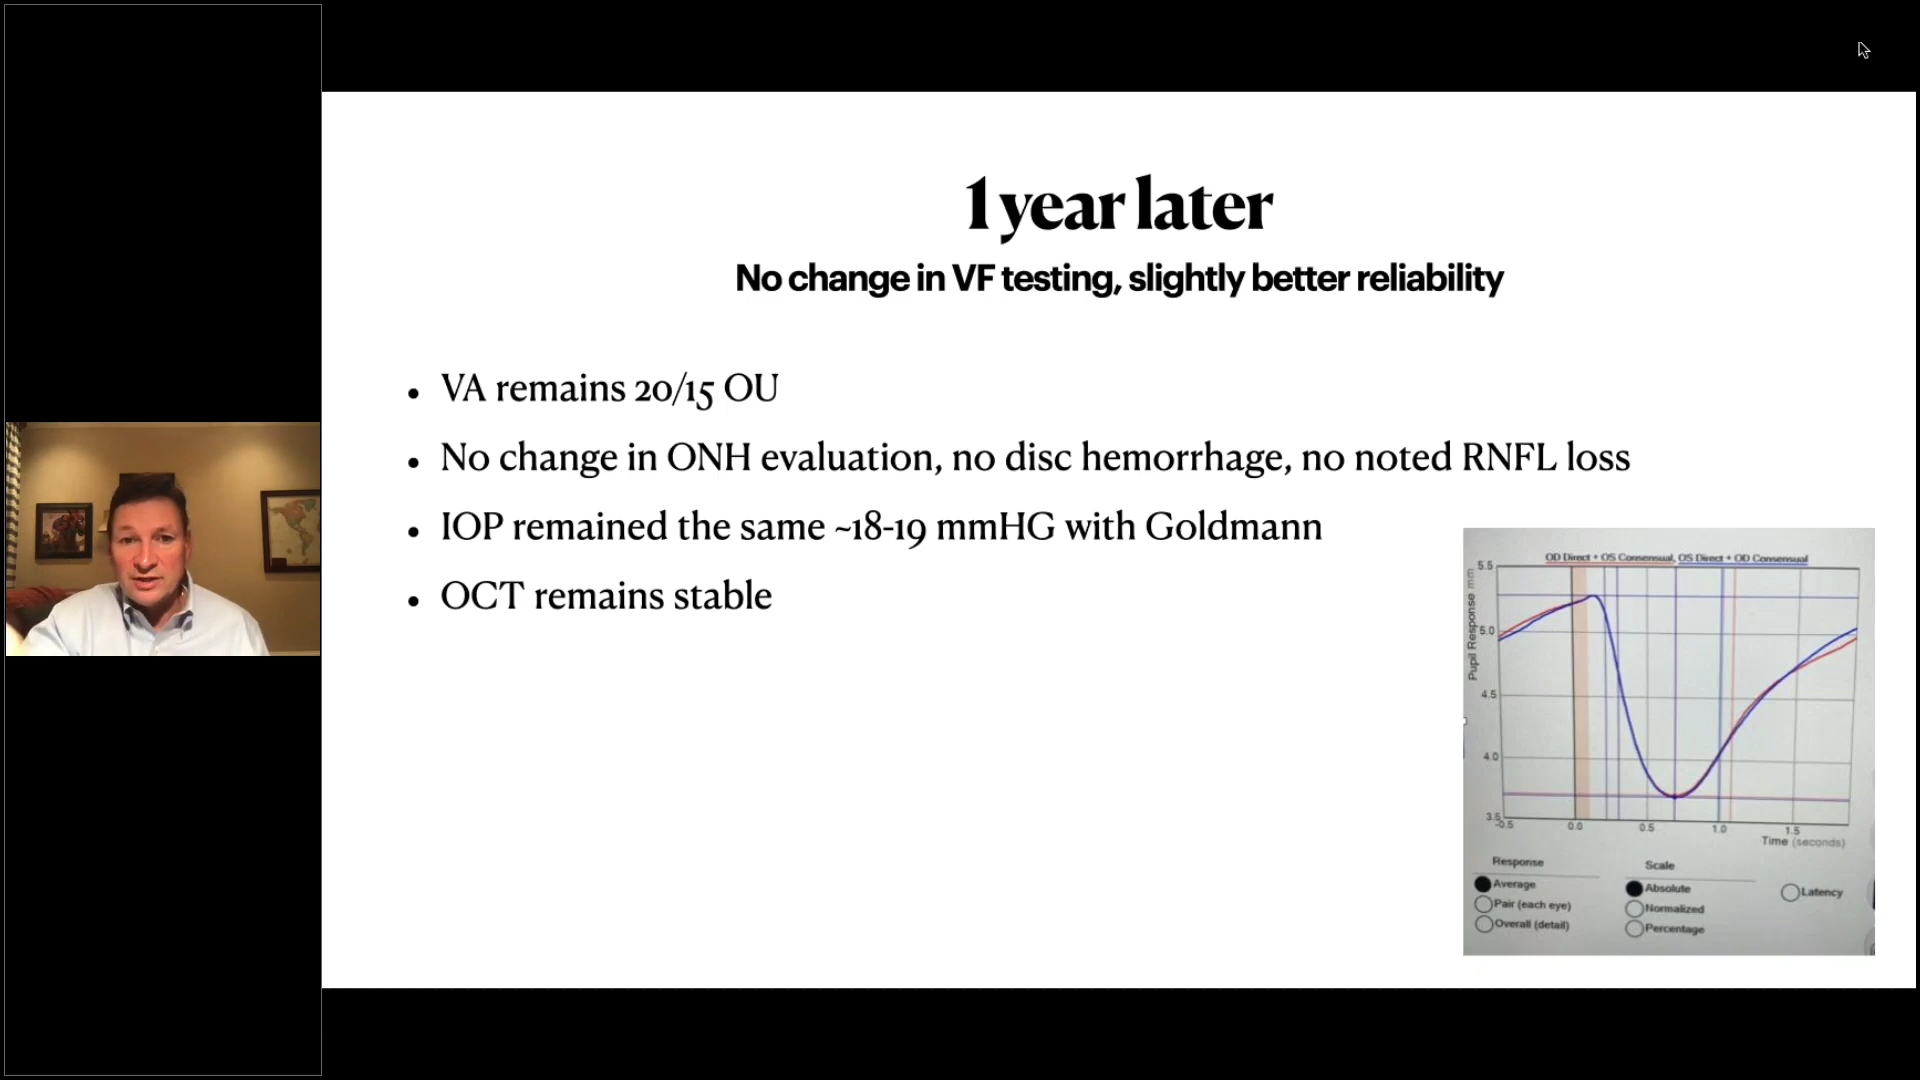 1 year later
No change in VF testing, slightly better reliability
• VA remains 20/15 OU
• No change in ONH evaluation, no disc hemorrhage, no noted RNFL loss
• IOP remained the same ~18-19 mmHG with Goldmann
• OCT remains stable
OD Direct + OS Consensual, OS Direct + OD Consensual
Pupil Response mm
5.5
5.0
4.5
4.0
3.5
-0.5 0.0 0.5 1.0 1.5
Time (seconds)
Response Scale
Average Absolute Latency
Pair (each eye) Normalized
Overall (detail) Percentage